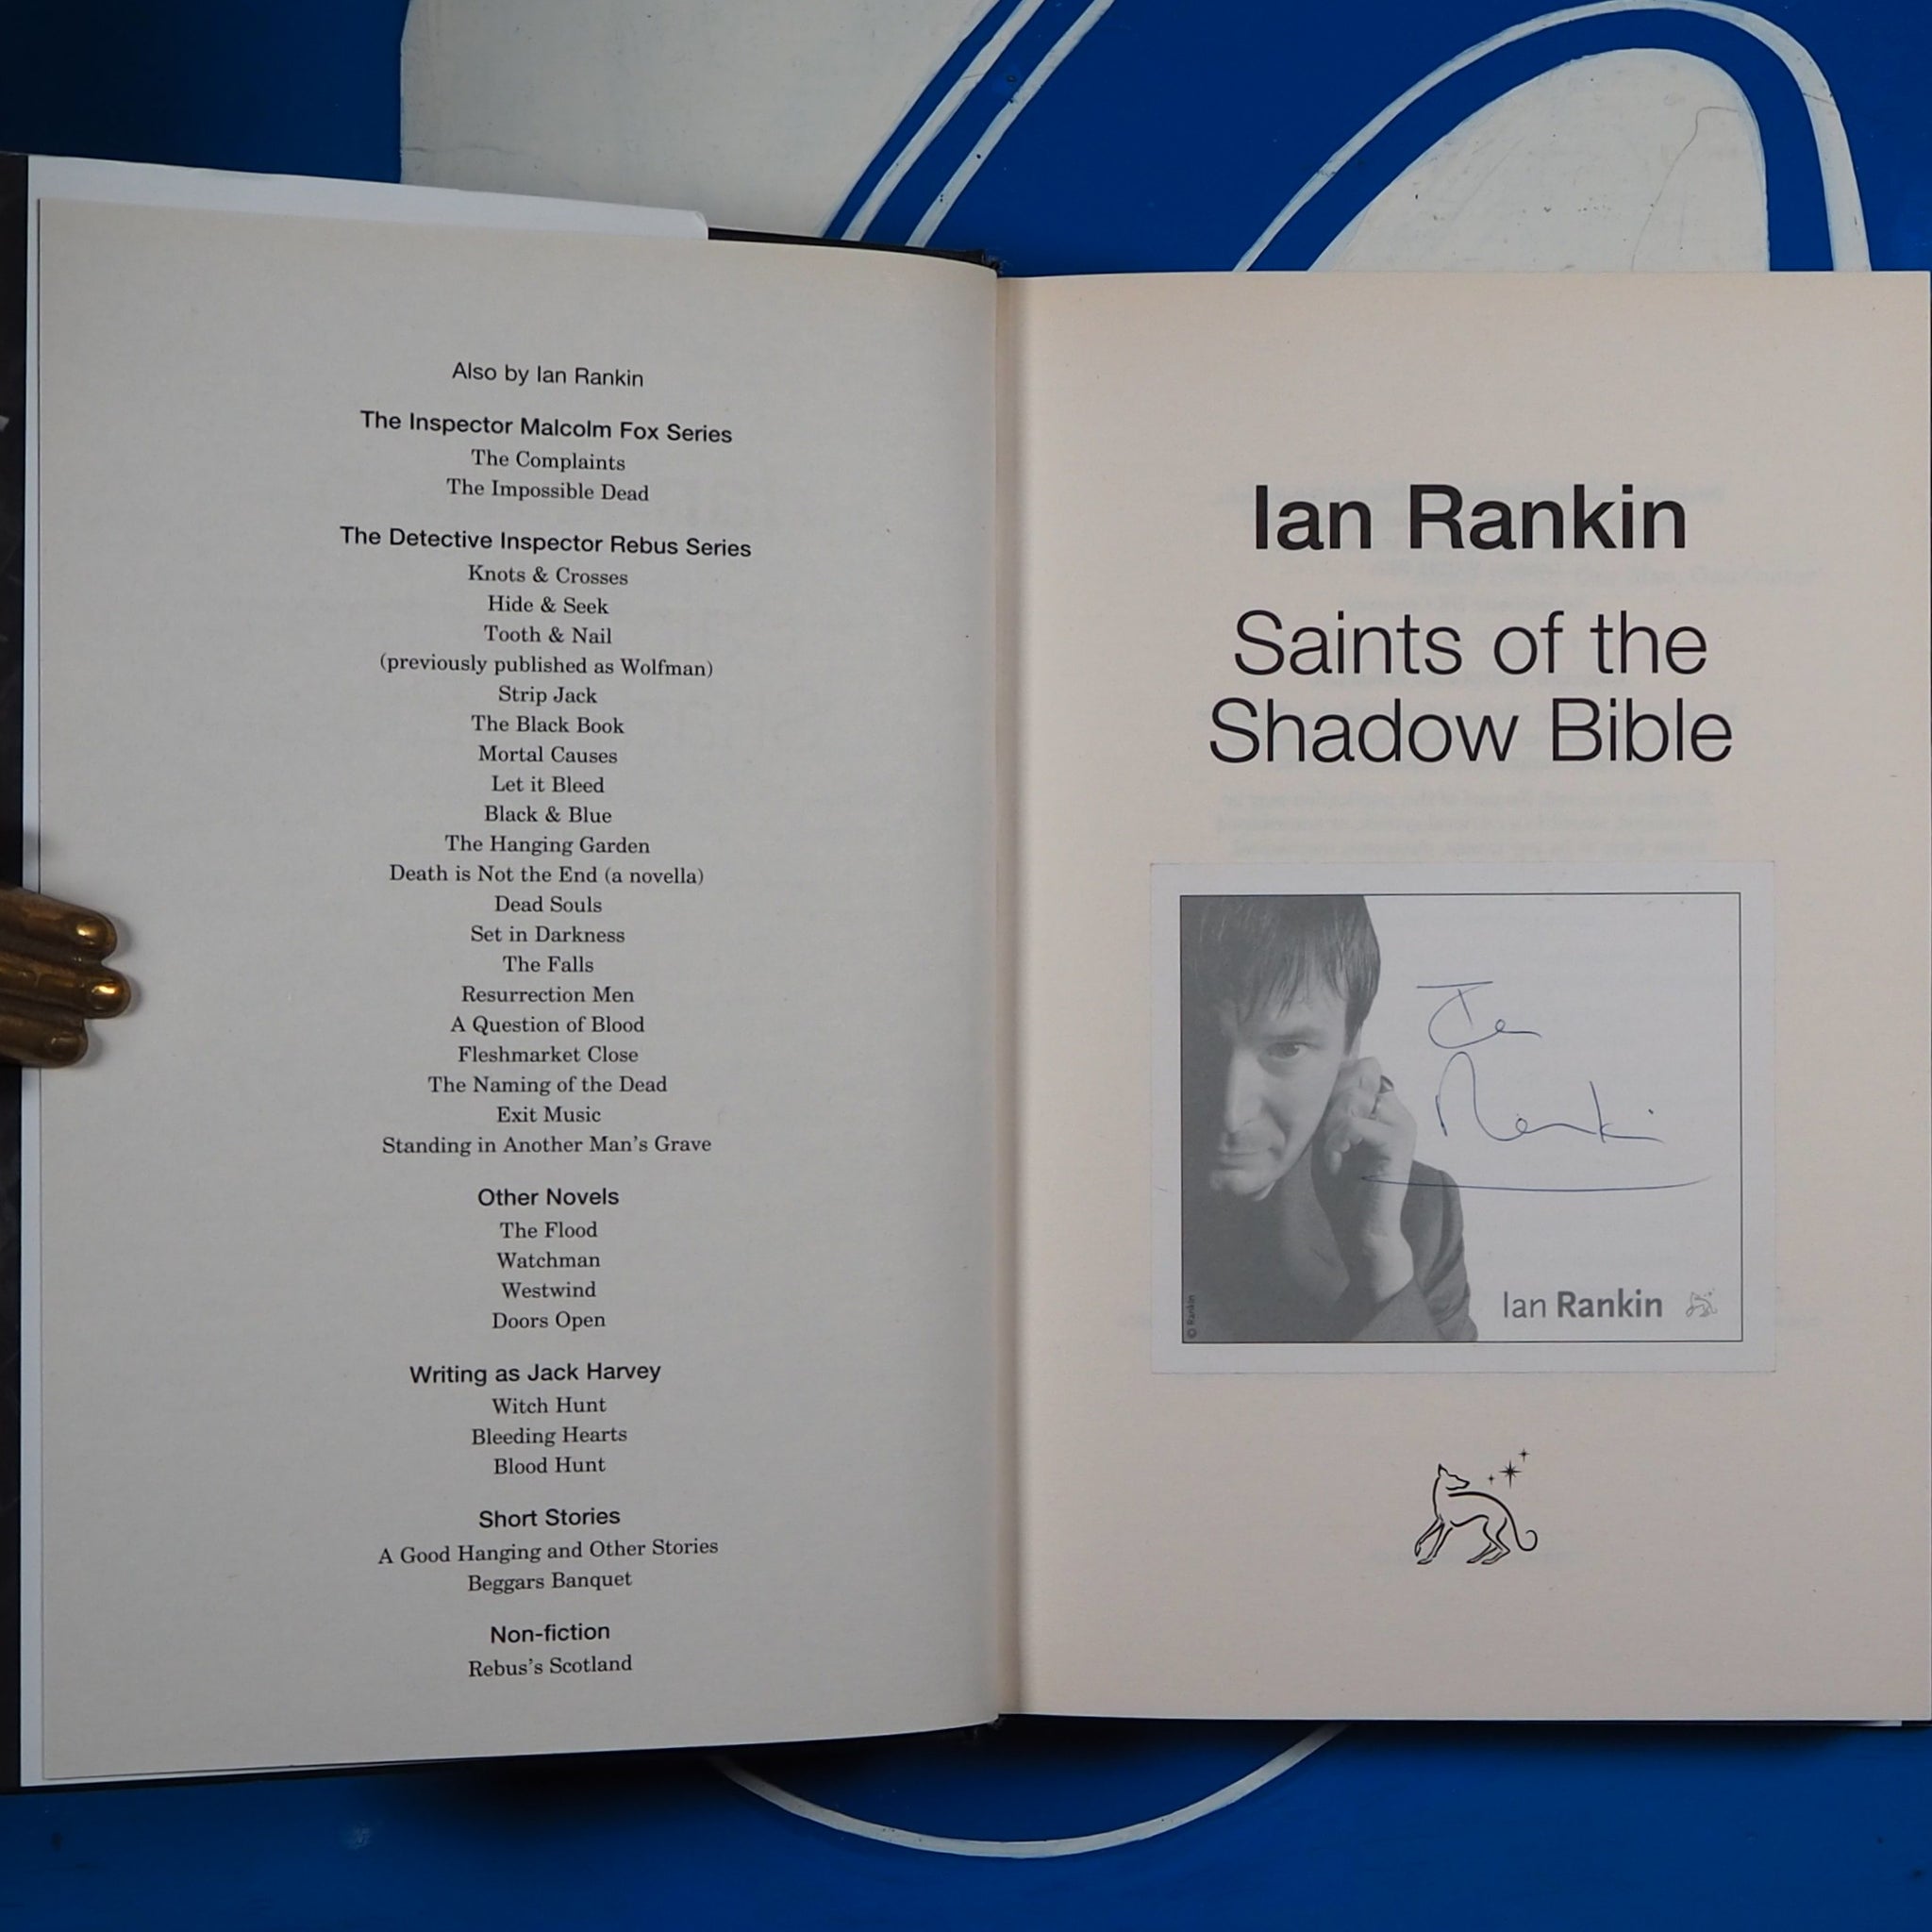 Also by Ian Rankin
The Inspector Malcolm Fox Series
The Complaints
The Impossible Dead
The Detective Inspector Rebus Series
Knots & Crosses
Hide & Seek
Tooth & Nail
(previously published as Wolfman)
Strip Jack
The Black Book
Mortal Causes
Let it Bleed
Black & Blue
The Hanging Garden
Death is Not the End (a novella)
Dead Souls
Set in Darkness
The Falls
Resurrection Men
A Question of Blood
Fleshmarket Close
The Naming of the Dead
Exit Music
Standing in Another Man's Grave
Other Novels
The Flood
Watchman
Westwind
Doors Open
Writing as Jack Harvey
Witch Hunt
Bleeding Hearts
Blood Hunt
Short Stories
A Good Hanging and Other Stories
Beggars Banquet
Non-fiction
Rebus's Scotland
Ian Rankin
Saints of the
Shadow Bible
Ian
Rankin
© Rankin
Ian Rankin